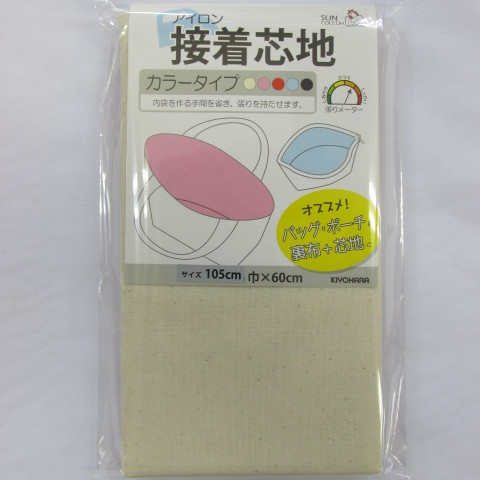 アイロン
SUN
COCCOH
接着芯地
カラータイプ
内袋を作る手間を省き、張りを持たせます。
張りメーター
オススメ!
バッグ・ポーチに
裏布+芯地に
サイズ 105cm 巾×60cm
KIYOHARA